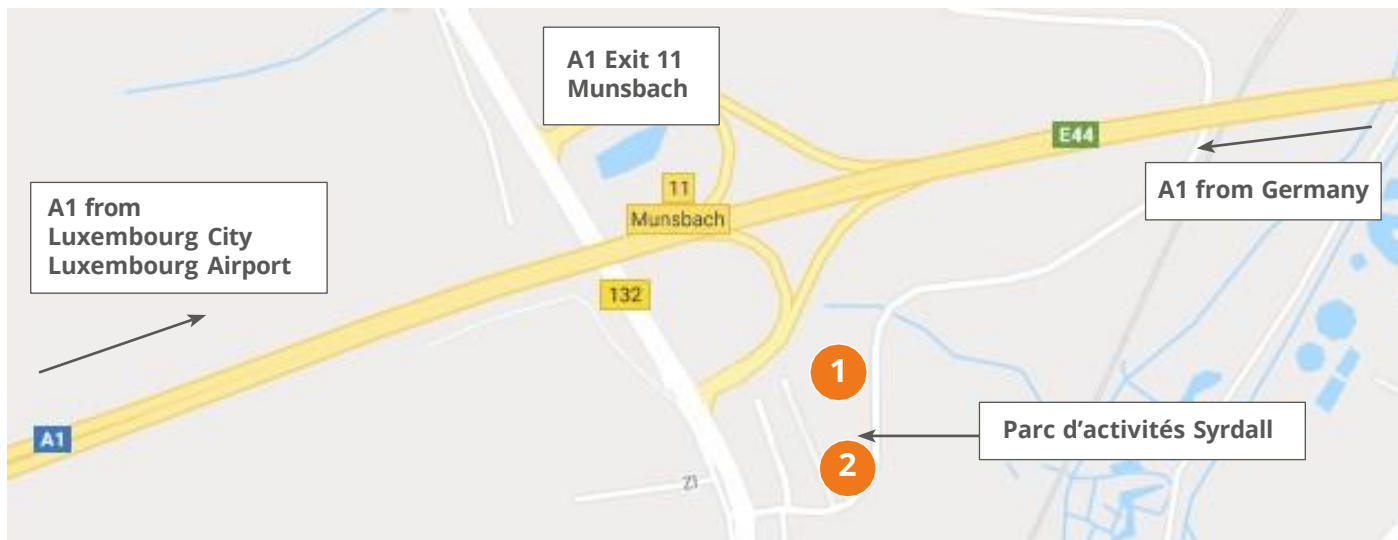 A1 Exit 11
Munsbach
E44
A1 from Germany
11
Munsbach
A1 from
Luxembourg City
Luxembourg Airport
132
1
A1
Parc d’activités Syrdall
2
ZI